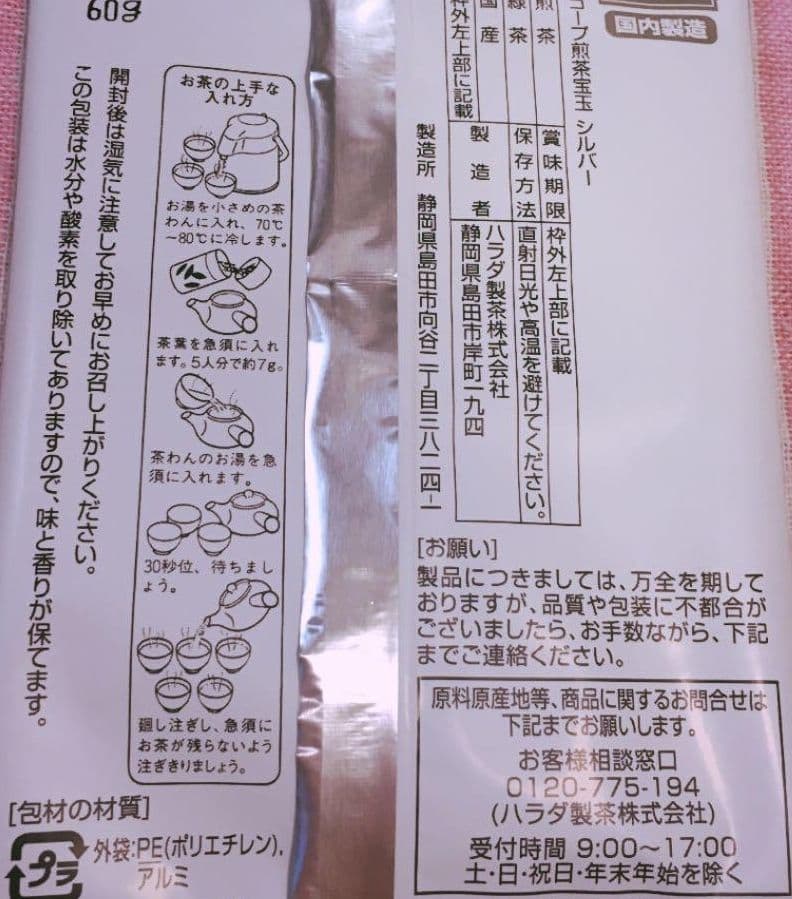 60g
開封後は湿気に注意してお早めにお召し上がりください。
この包装は水分や酸素を取り除いてありますので、味と香りが保てます。
お茶の上手な
入れ方
お湯を小さめの茶
わんに入れ、70℃
〜80℃に冷します。
茶葉を急須に入れ
ます。5人分で約7g。
茶わんのお湯を急
須に入れます。
30秒位、待ちまし
ょう。
廻し注ぎし、急須に
お茶が残らないよう
注ぎきりましょう。
[包材の材質]
プラ
外袋:PE(ポリエチレン)、
アルミ
国内製造
コープ煎茶宝玉 シルバー
煎茶
緑茶
国産
枠外左上部に記載
賞味期限 枠外左上部に記載
保存方法 直射日光や高温を避けてください。
製造者 ハラダ製茶株式会社
静岡県島田市岸町一九四
製造所 静岡県島田市向谷二丁目三八二四-一
[お願い]
製品につきましては、万全を期して
おりますが、品質や包装に不都合が
ございましたら、お手数ながら、下記
までご連絡ください。
原料原産地等、商品に関するお問合せは
下記までお願いします。
お客様相談窓口
0120-775-194
(ハラダ製茶株式会社)
受付時間 9:00〜17:00
土・日・祝日・年末年始を除く